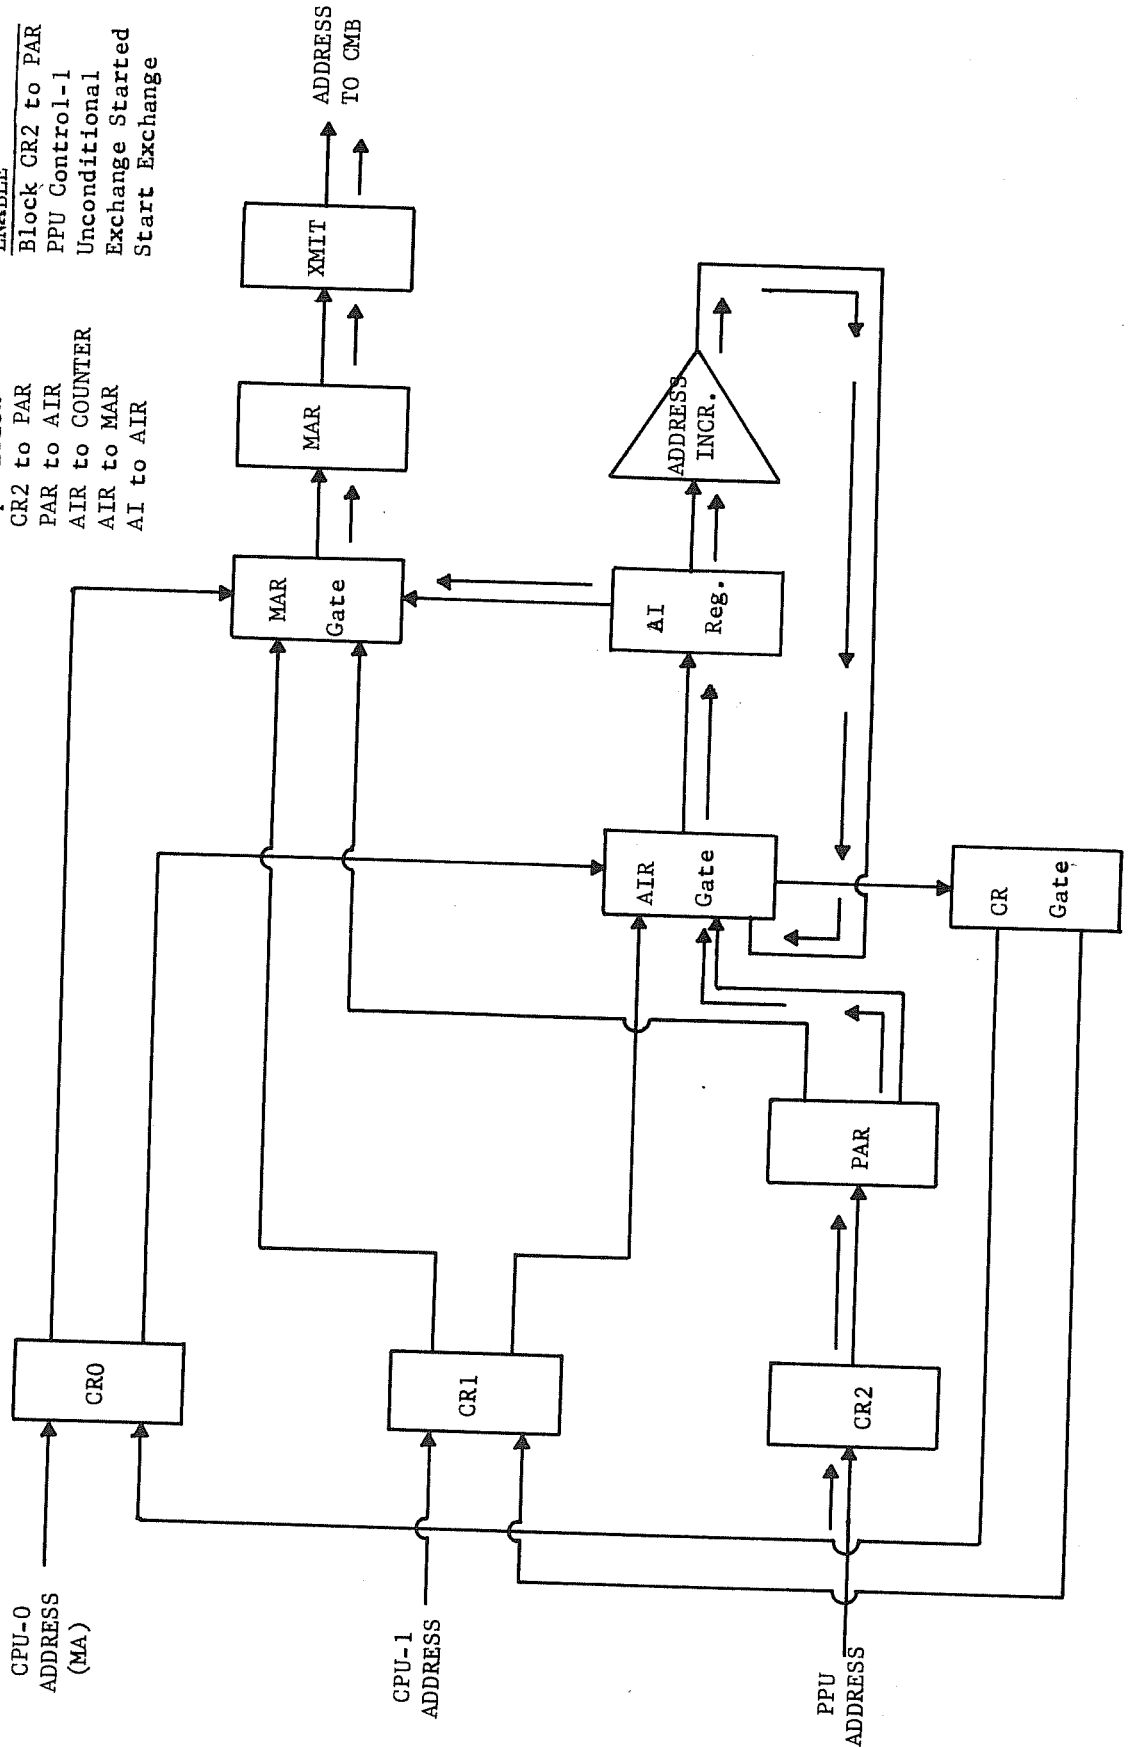 ENABLE
CR2 to PAR
Block CR2 to PAR
PAR to AIR
PPU Control-1
AIR to COUNTER
Unconditional
AIR to MAR
Exchange Started
AI to AIR
Start Exchange
CPU-0
ADDRESS
(MA)
CR0
MAR
Gate
MAR
XMIT
ADDRESS
TO CMB
CPU-1
ADDRESS
CR1
AIR
Gate
AI
Reg.
ADDRESS
INCR.
PPU
ADDRESS
CR2
PAR
CR
Gate